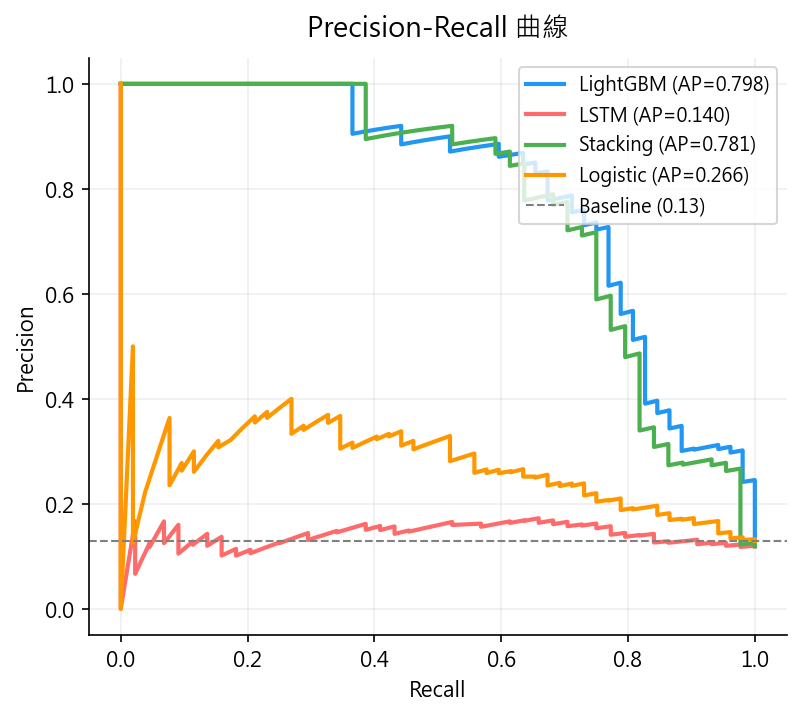 Precision-Recall 曲線
LightGBM (AP=0.798)
LSTM (AP=0.140)
Stacking (AP=0.781)
Logistic (AP=0.266)
Baseline (0.13)
Precision
1.0
0.8
0.6
0.4
0.2
0.0
0.0 0.2 0.4 0.6 0.8 1.0
Recall